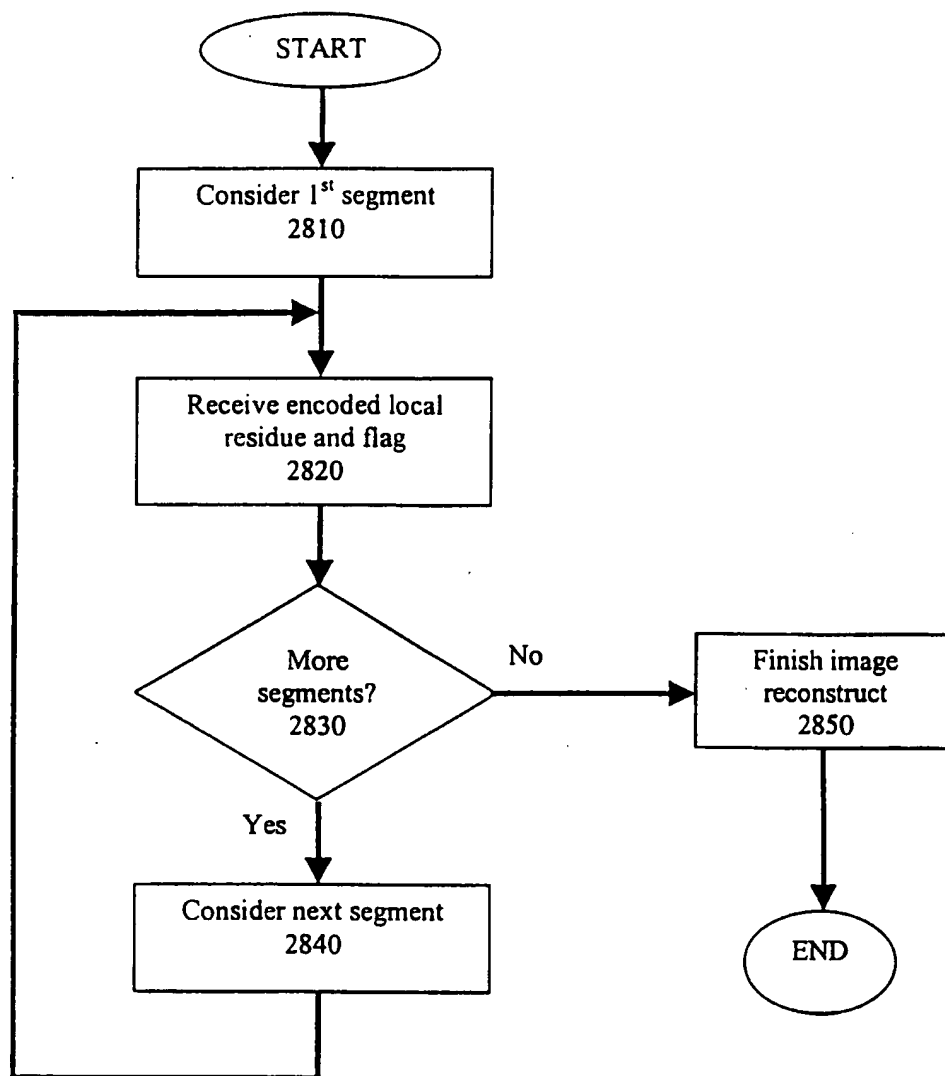 START
Consider 1st segment
2810
Receive encoded local
residue and flag
2820
More
segments?
2830
No
Finish image
reconstruct
2850
Yes
Consider next segment
2840
END